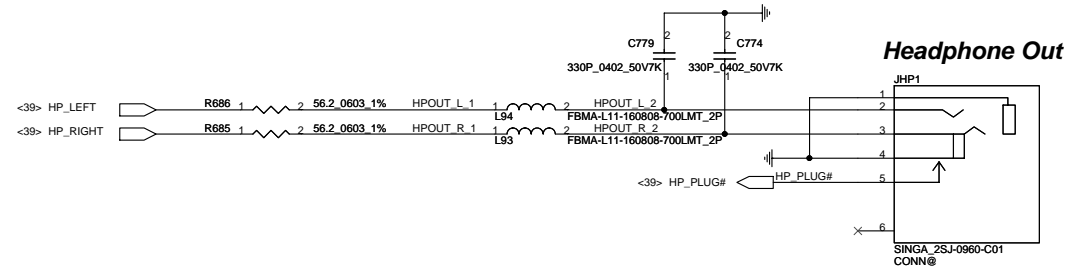 2
2
C779
C774
330P_0402_50V7K
330P_0402_50V7K
1
1
Headphone Out
JHP1
1
<39> HP_LEFT
R686 1
2 56.2_0603_1%
HPOUT_L_1
1
2
HPOUT_L_2
2
L94
FBMA-L11-160808-700LMT_2P
<39> HP_RIGHT
R685 1
2 56.2_0603_1%
HPOUT_R_1
1
2
HPOUT_R_2
3
L93
FBMA-L11-160808-700LMT_2P
4
<39> HP_PLUG#
HP_PLUG#
5
6
SINGA_2SJ-0960-C01
CONN@